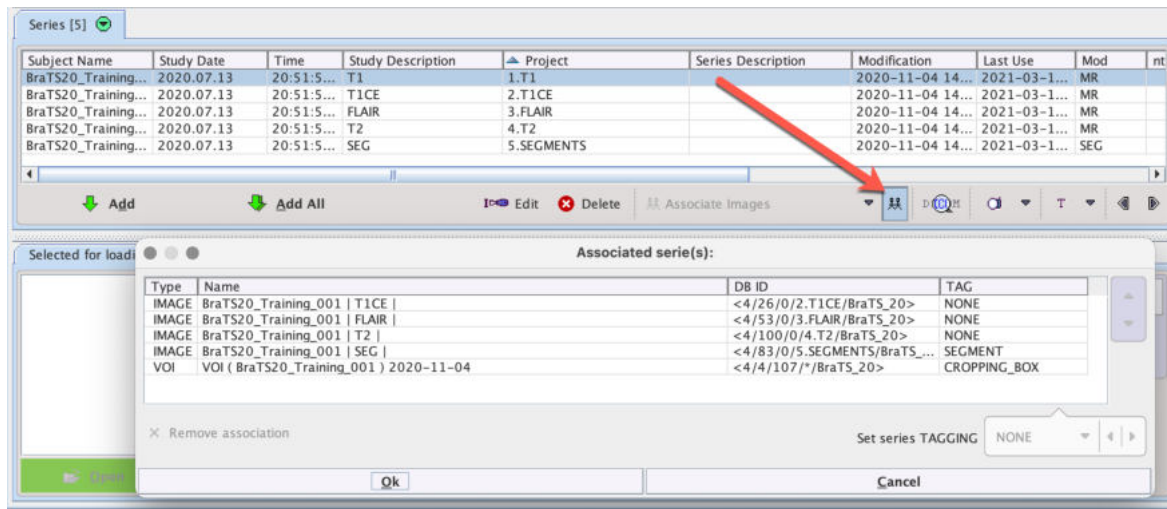 Series [5]
Subject Name Study Date Time Study Description Project Series Description Modification Last Use Mod nt
BraTS20_Training... 2020.07.13 20:51:5... T1 1.T1 2020-11-04 14... 2021-03-1... MR
BraTS20_Training... 2020.07.13 20:51:5... T1CE 2.T1CE 2020-11-04 14... 2021-03-1... MR
BraTS20_Training... 2020.07.13 20:51:5... FLAIR 3.FLAIR 2020-11-04 14... 2021-03-1... MR
BraTS20_Training... 2020.07.13 20:51:5... T2 4.T2 2020-11-04 14... 2021-03-1... MR
BraTS20_Training... 2020.07.13 20:51:5... SEG 5.SEGMENTS 2020-11-04 14... 2021-03-1... SEG
Add Add All Edit Delete Associate Images T
Selected for loadi Associated serie(s):
Type Name DB ID TAG
IMAGE BraTS20_Training_001 | T1CE | <4/26/0/2.T1CE/BraTS_20> NONE
IMAGE BraTS20_Training_001 | FLAIR | <4/53/0/3.FLAIR/BraTS_20> NONE
IMAGE BraTS20_Training_001 | T2 | <4/100/0/4.T2/BraTS_20> NONE
IMAGE BraTS20_Training_001 | SEG | <4/83/0/5.SEGMENTS/BraTS_... SEGMENT
VOI VOI ( BraTS20_Training_001 ) 2020-11-04 <4/4/107/*/BraTS_20> CROPPING_BOX
Remove association Set series TAGGING NONE
Open Ok Cancel